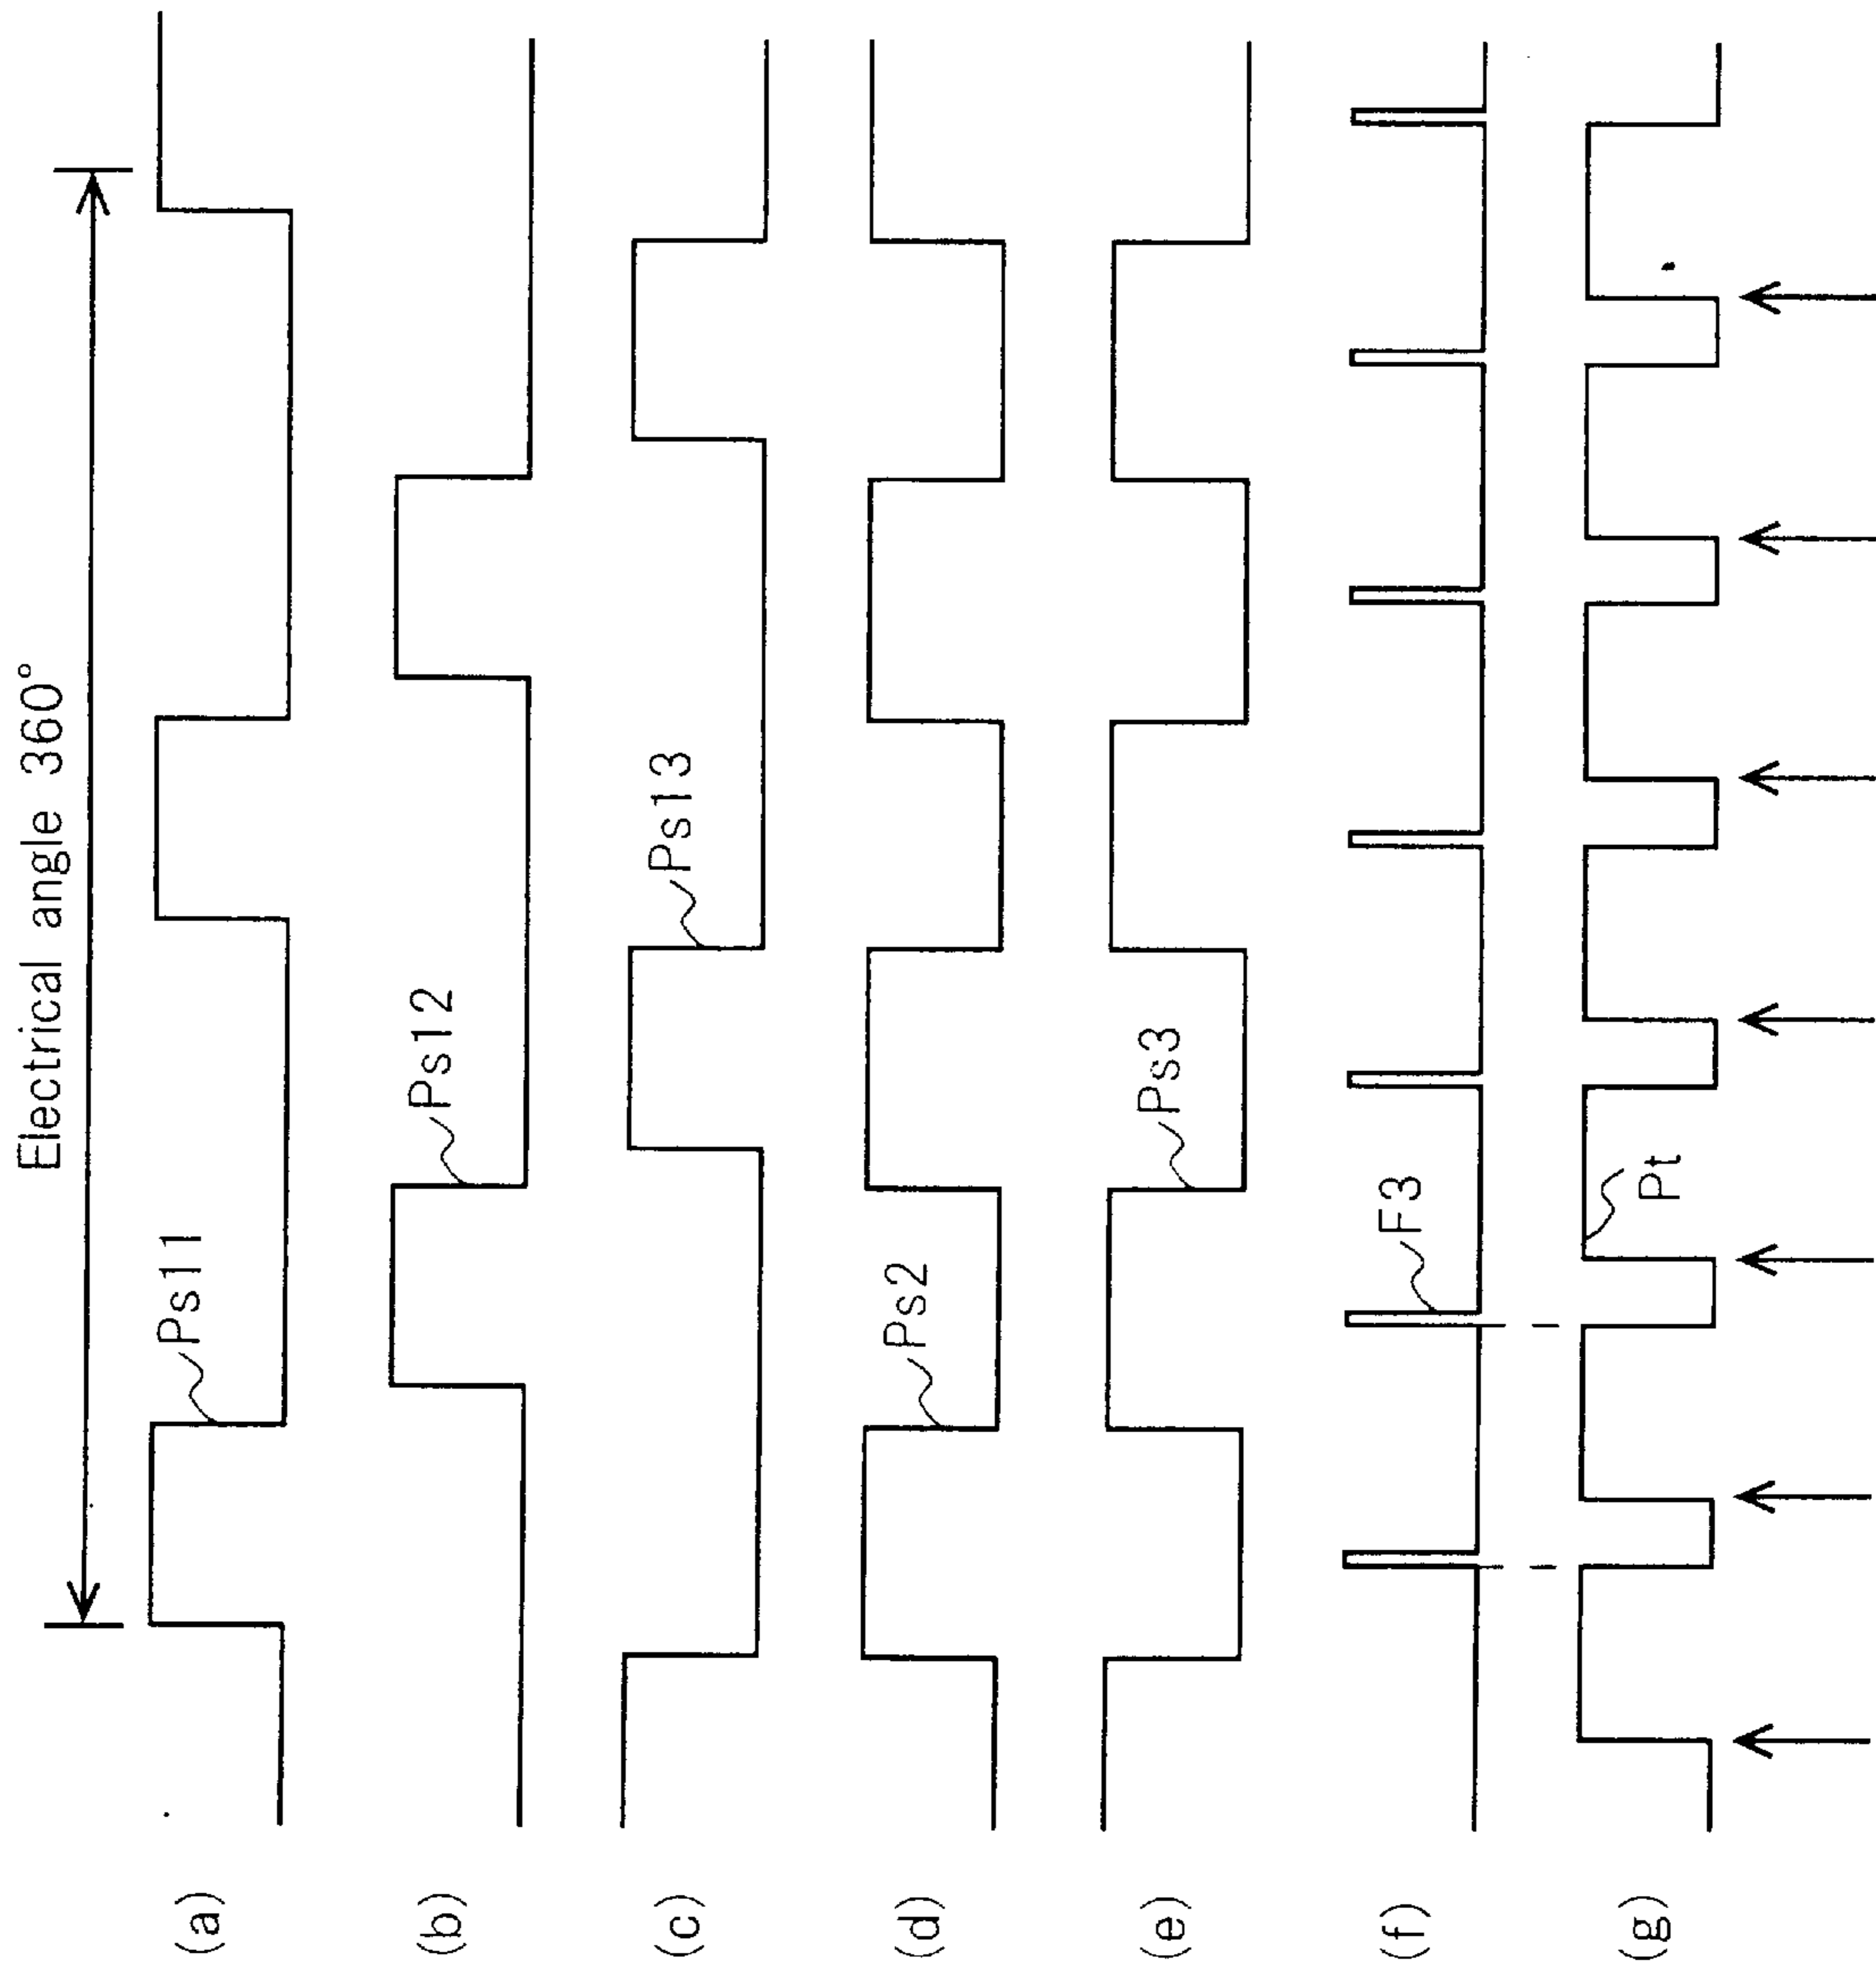 Electrical angle 360°
(a)
Ps11
(b)
Ps12
(c)
Ps13
(d)
Ps2
(e)
Ps3
(f)
F3
(g)
Pt